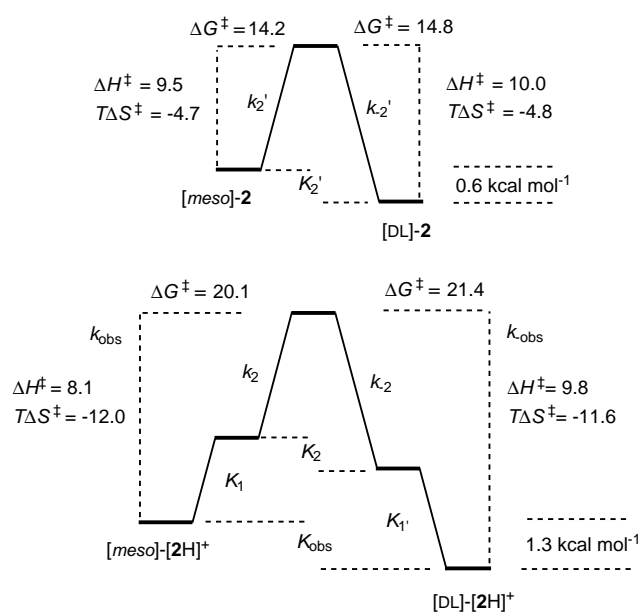 ΔG‡ = 14.2 ΔG‡ = 14.8
ΔH‡ = 9.5
TΔS‡ = -4.7
k2' k-2'
ΔH‡ = 10.0
TΔS‡ = -4.8
K2'
0.6 kcal mol-1
[meso]-2
[DL]-2
ΔG‡ = 20.1 ΔG‡ = 21.4
kobs k-obs
k2 k-2
ΔH‡ = 8.1
TΔS‡ = -12.0
ΔH‡ = 9.8
TΔS‡ = -11.6
K2
K1
K1'
[meso]-[2H]+
Kobs
1.3 kcal mol-1
[DL]-[2H]+